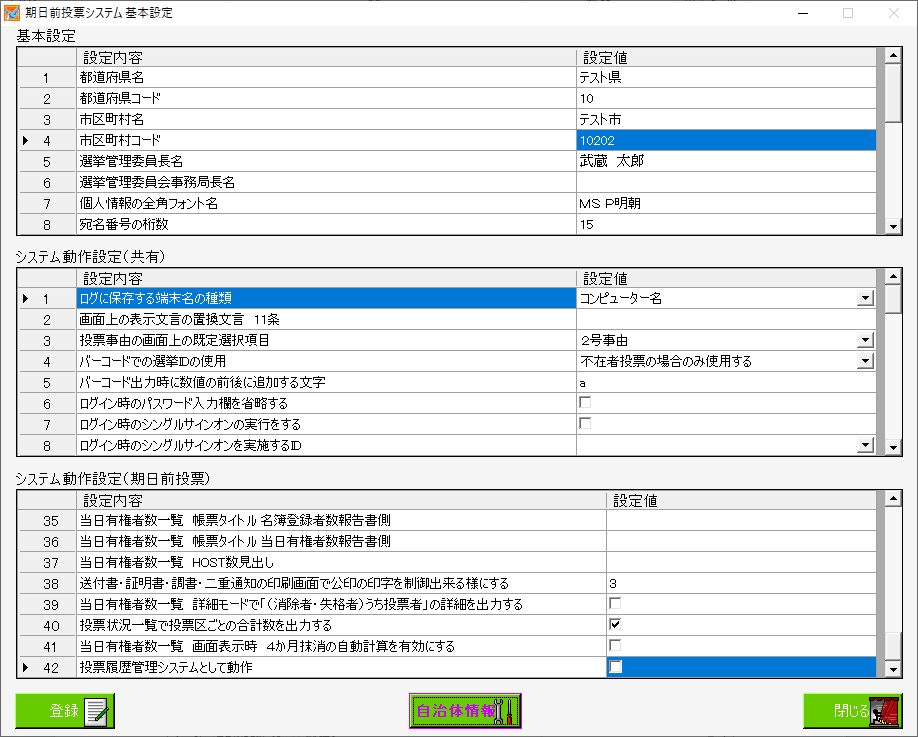 期日前投票システム 基本設定
基本設定
設定内容 設定値
1 都道府県名 テスト県
2 都道府県コード 10
3 市区町村名 テスト市
4 市区町村コード 10202
5 選挙管理委員長名 武蔵　太郎
6 選挙管理委員会事務局長名
7 個人情報の全角フォント名 ＭＳ Ｐ明朝
8 宛名番号の桁数 15
システム動作設定（共有）
設定内容 設定値
1 ログに保存する端末名の種類 コンピューター名
2 画面上の表示文言の置換文言　11条
3 投票事由の画面上の既定選択項目 2号事由
4 バーコードでの選挙IDの使用 不在者投票の場合のみ使用する
5 バーコード出力時に数値の前後に追加する文字 a
6 ログイン時のパスワード入力欄を省略する
7 ログイン時のシングルサインオンの実行をする
8 ログイン時のシングルサインオンを実施するID
システム動作設定（期日前投票）
設定内容 設定値
35 当日有権者数一覧　帳票タイトル 名簿登録者数報告書側
36 当日有権者数一覧　帳票タイトル 当日有権者数報告書側
37 当日有権者数一覧　HOST数見出し
38 送付書・証明書・調書・二重通知の印刷画面で公印の印字を制御出来る様にする 3
39 当日有権者数一覧　詳細モードで「（消除者・失格者）うち投票者」の詳細を出力する
40 投票状況一覧で投票区ごとの合計数を出力する
41 当日有権者数一覧　画面表示時　4か月抹消の自動計算を有効にする
42 投票履歴管理システムとして動作
登録 自治体情報 閉じる